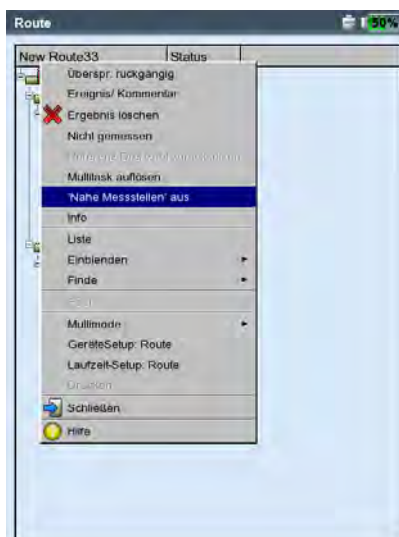 Route 50%
New Route33 Status
Überspr. rückgängig
Ereignis/ Kommentar
Ergebnis löschen
Nicht gemessen
Multitask auflösen
'Nahe Messstellen' aus
Info
Liste
Einblenden
Finde
Multimode
GeräteSetup: Route
Laufzeit-Setup: Route
Drucken
Schließen
Hilfe